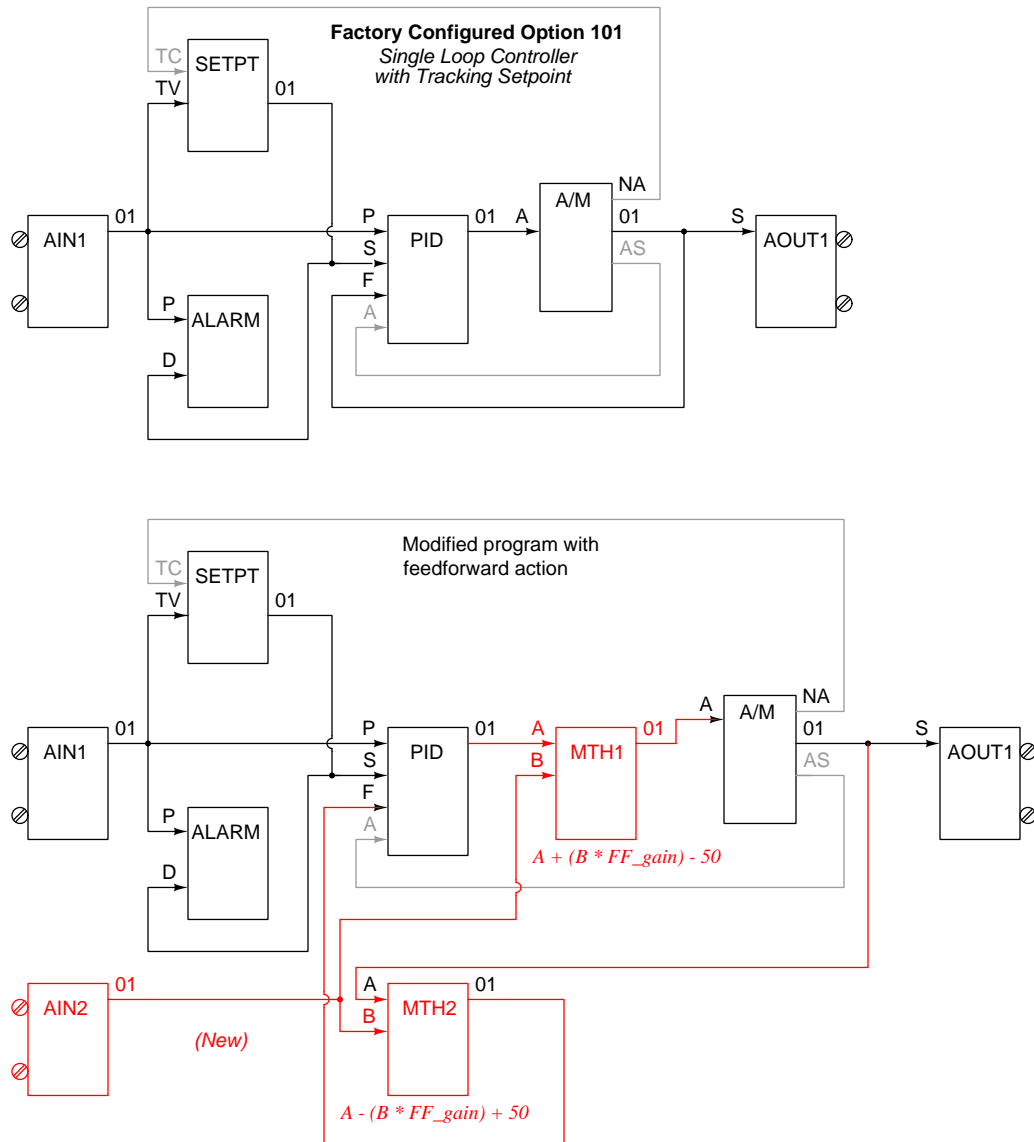 Factory Configured Option 101
Single Loop Controller
with Tracking Setpoint
TC
SETPT
TV
01
NA
A/M
01
P
01
A
01
S
AIN1
PID
S
AS
AOUT1
F
P
A
ALARM
D
Modified program with
feedforward action
TC
SETPT
TV
01
NA
A/M
01
P
01
A
01
A
01
S
AIN1
PID
MTH1
AOUT1
S
B
AS
F
P
A
ALARM
A + (B * FF_gain) - 50
D
01
A
01
AIN2
MTH2
B
(New)
A - (B * FF_gain) + 50